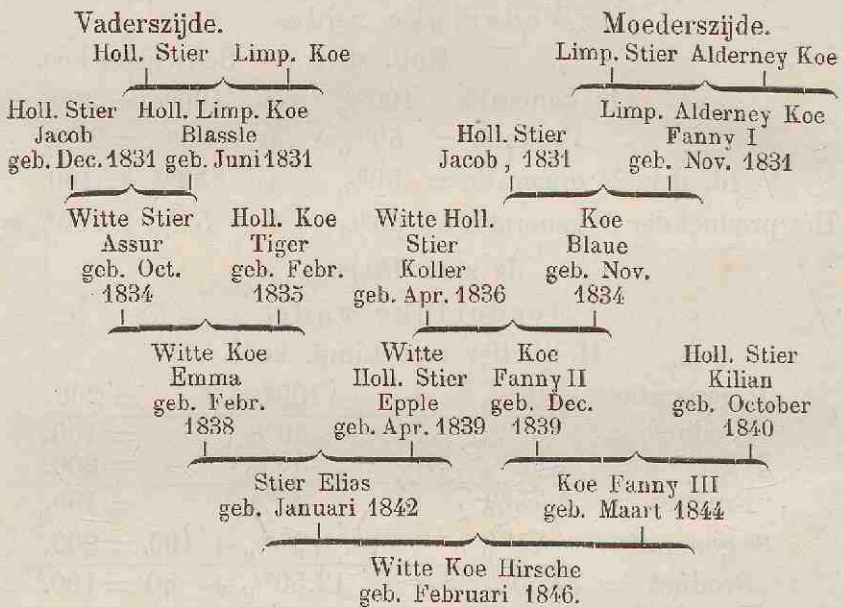 Vaderszijde. Moederszijde.
Holl. Stier Limp. Koe Limp. Stier Alderney Koe
Holl. Stier Holl. Limp. Koe Limp. Alderney Koe
Jacob Blassle Holl. Stier Fanny I
geb. Dec. 1831 geb. Juni 1831 Jacob, 1831 geb. Nov. 1831
Witte Stier Holl. Koe Witte Holl. Koe
Assur Tiger Stier Blaue
geb. Oct. geb. Febr. Koller geb. Nov.
1834 1835 geb. Apr. 1836 1834
Witte Koe Witte Koe Holl. Stier
Emma Holl. Stier Fanny II Kilian
geb. Febr. Epple geb. Dec. geb. October
1838 geb. Apr. 1839 1839 1840
Stier Elias Koe Fanny III
geb. Januari 1842 geb. Maart 1844
Witte Koe Hirsche
geb. Februari 1846.